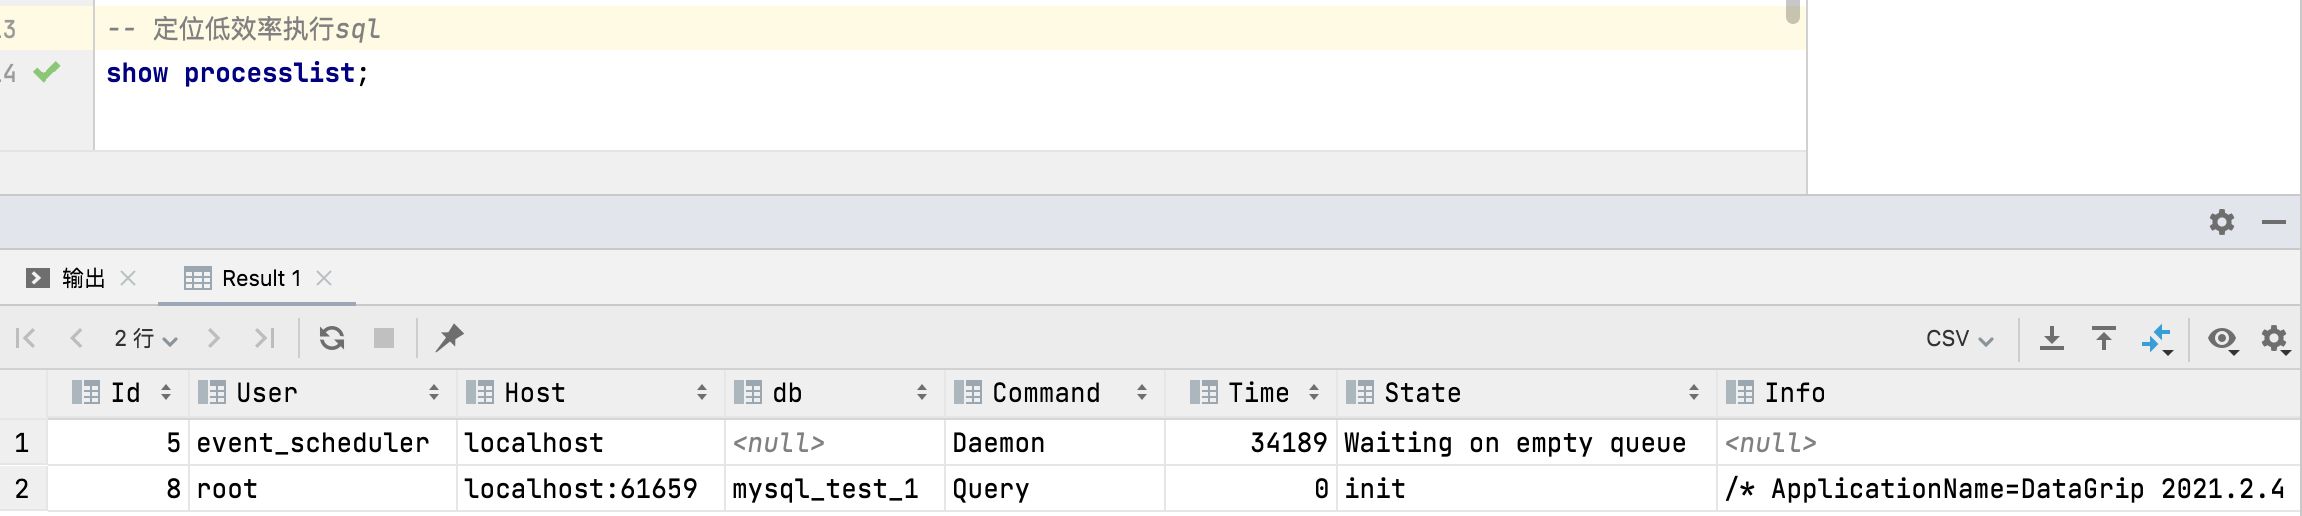 13 -- 定位低效率执行sql
14 show processlist;
输出 Result 1
2 行 CSV
Id User Host db Command Time State Info
1 5 event_scheduler localhost <null> Daemon 34189 Waiting on empty queue <null>
2 8 root localhost:61659 mysql_test_1 Query 0 init /* ApplicationName=DataGrip 2021.2.4